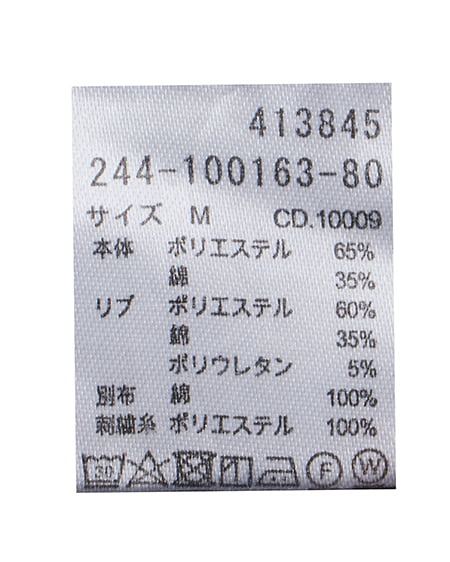 413845
244-100163-80
サイズ M CD.10009
本体 ポリエステル 65%
綿 35%
リブ ポリエステル 60%
綿 35%
ポリウレタン 5%
別布 綿 100%
刺繍糸 ポリエステル 100%
30 F W